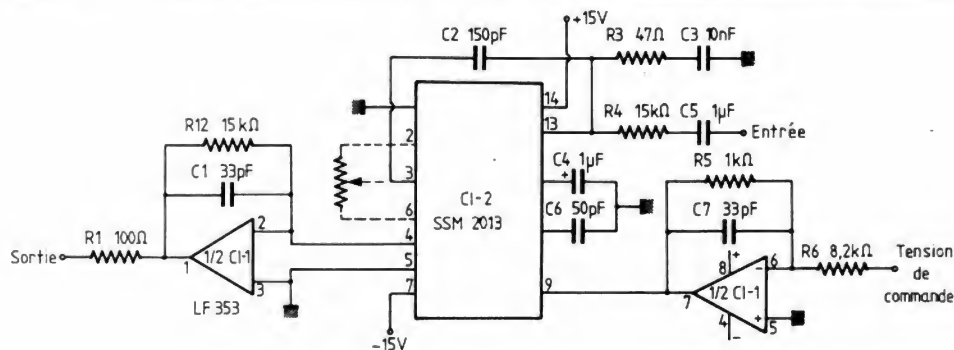 +15V
C2 150pF
R3 47Ω
C3 10nF
14
13
R4 15kΩ
C5 1µF
Entrée
R12 15kΩ
C1 33pF
2
3
6
4
5
7
CI-2
SSM 2013
+
C4 1µF
C6 50pF
9
R5 1kΩ
C7 33pF
R1 100Ω
Sortie
1
1/2 CI-1
2
3
LF 353
-15V
8
+
6
-
7
1/2 CI-1
4
-
+
5
R6 8,2kΩ
Tension
de
commande